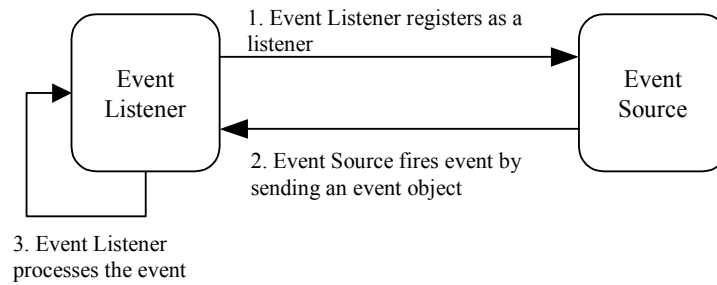 1. Event Listener registers as a
listener
Event
Listener
Event
Source
2. Event Source fires event by
sending an event object
3. Event Listener
processes the event